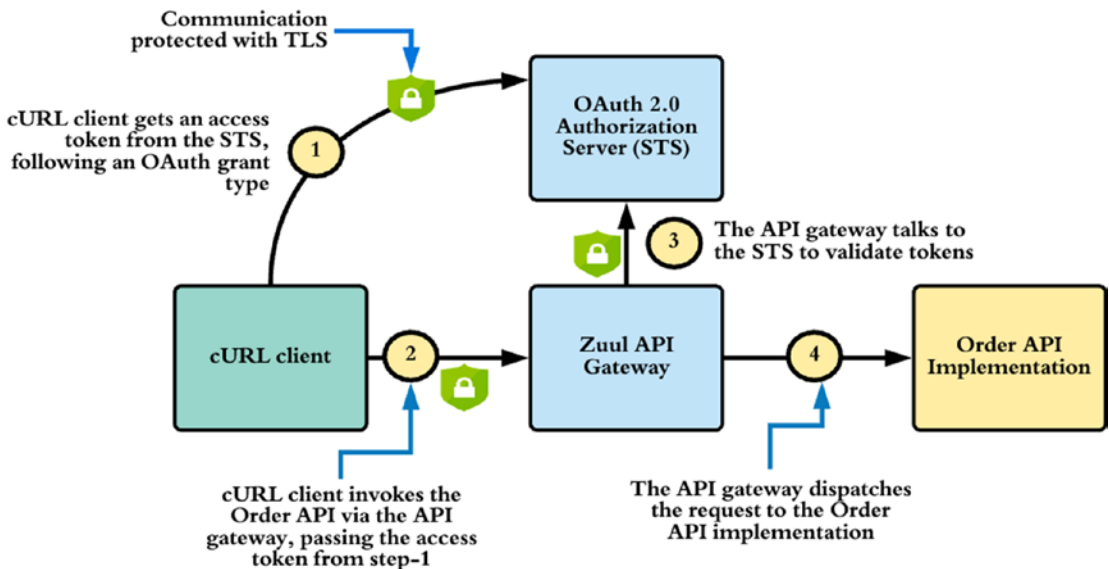 Communication
protected with TLS
cURL client gets an access
token from the STS,
following an OAuth grant
type
1
OAuth 2.0
Authorization
Server (STS)
3
The API gateway talks to
the STS to validate tokens
cURL client
2
Zuul API
Gateway
4
Order API
Implementation
cURL client invokes the
Order API via the API
gateway, passing the access
token from step-1
The API gateway dispatches
the request to the Order
API implementation